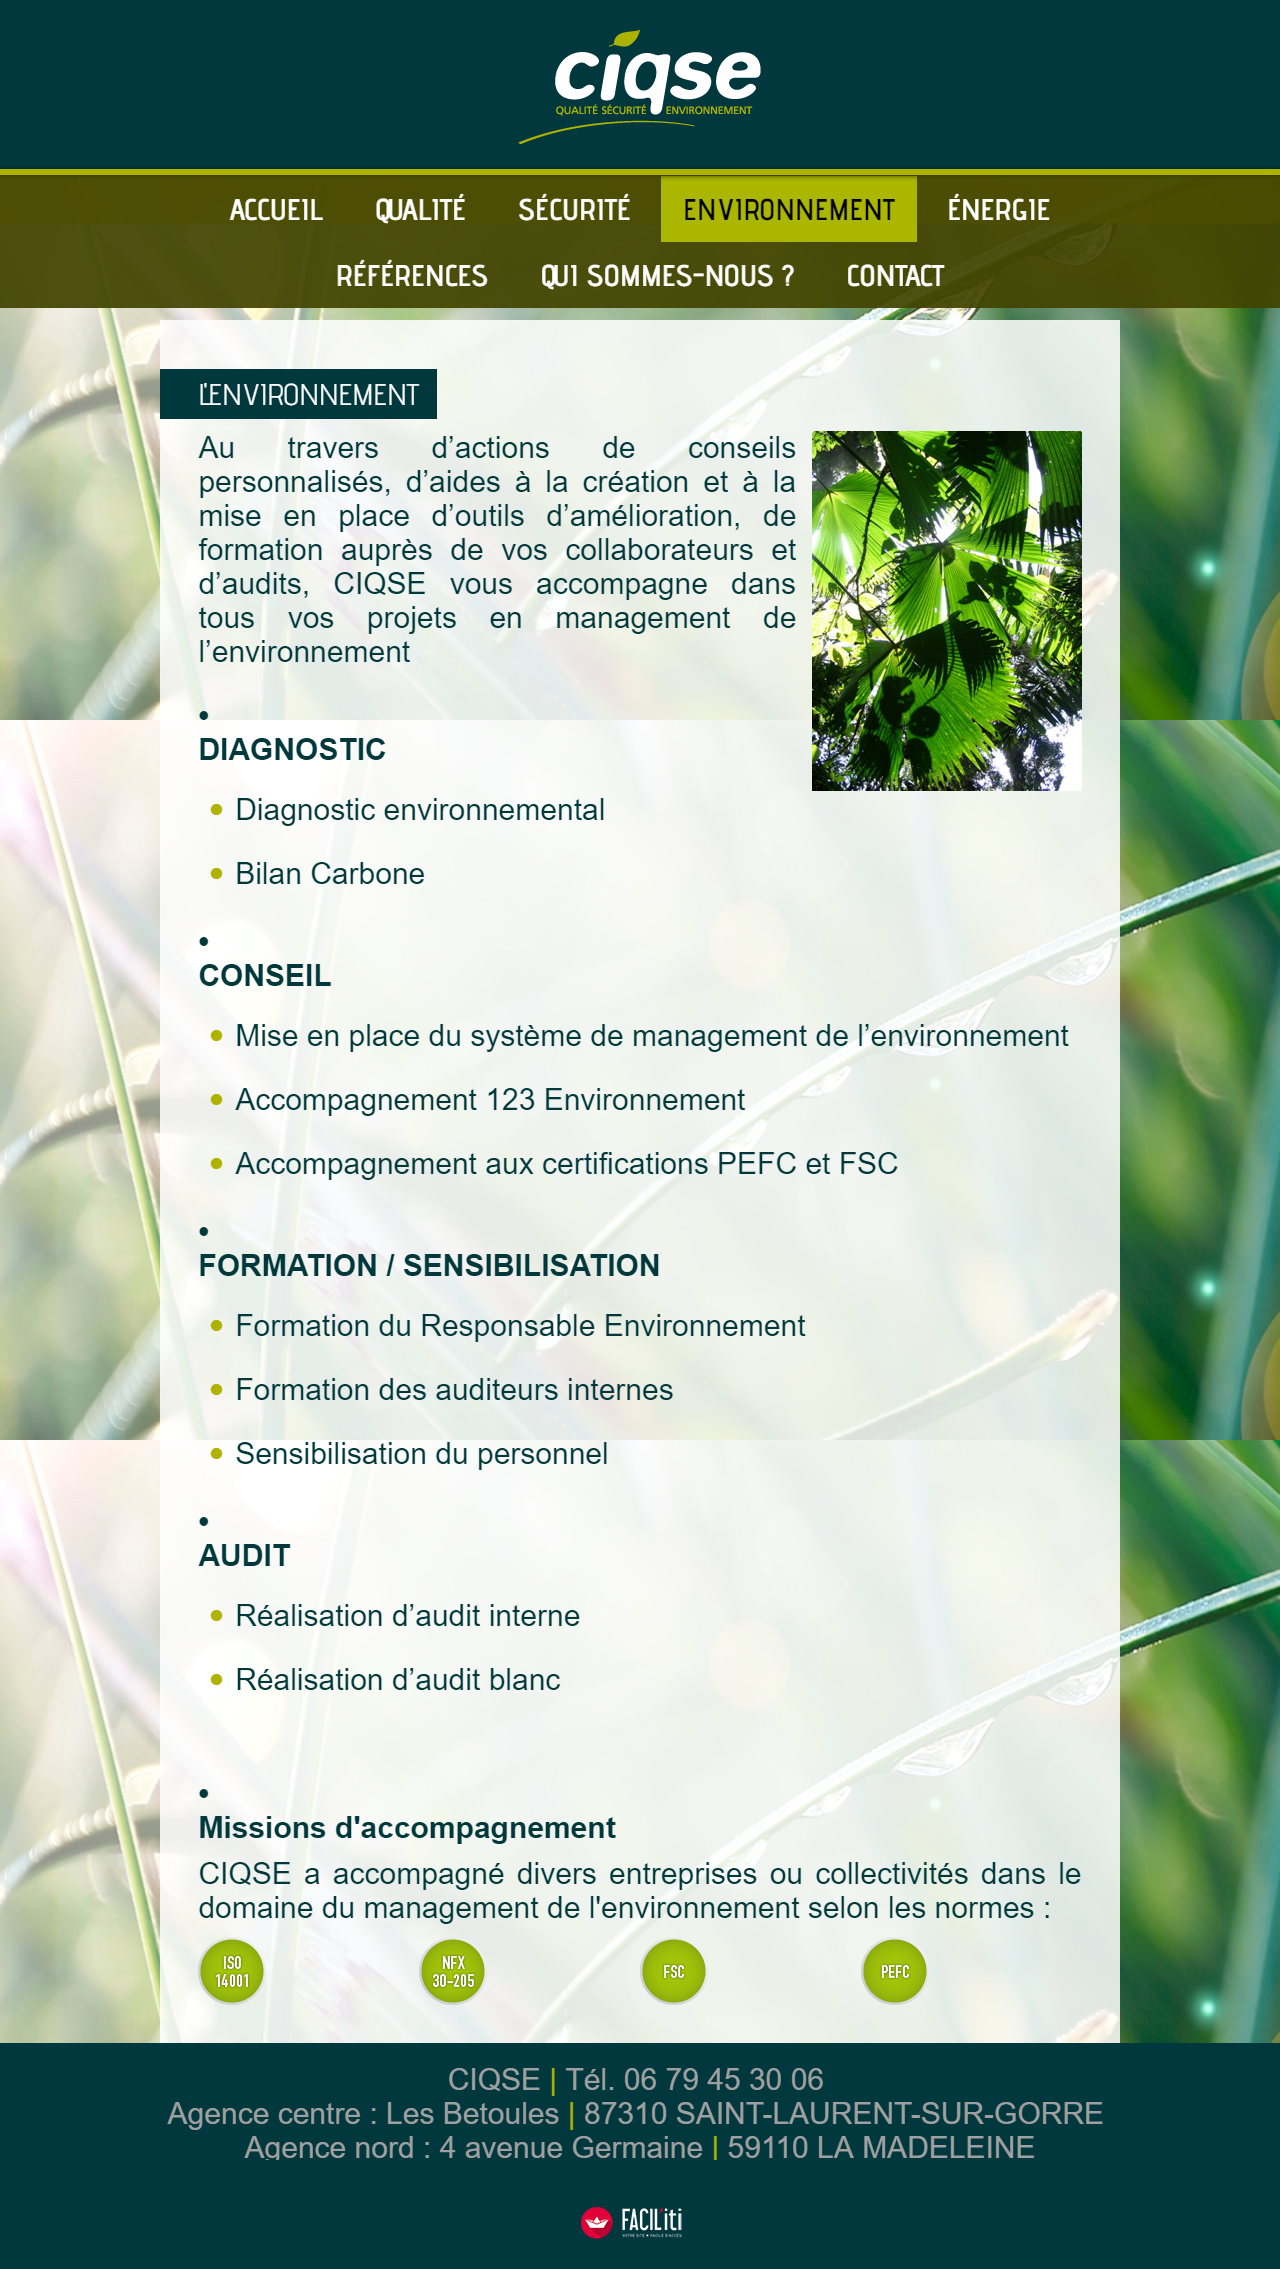 ciqse
QUALITÉ SÉCURITÉ ENVIRONNEMENT
ACCUEIL QUALITÉ SÉCURITÉ ENVIRONNEMENT ÉNERGIE
RÉFÉRENCES QUI SOMMES-NOUS ? CONTACT
L'ENVIRONNEMENT
Au travers d’actions de conseils
personnalisés, d’aides à la création et à la
mise en place d’outils d’amélioration, de
formation auprès de vos collaborateurs et
d’audits, CIQSE vous accompagne dans
tous vos projets en management de
l’environnement
•
DIAGNOSTIC
• Diagnostic environnemental
• Bilan Carbone
•
CONSEIL
• Mise en place du système de management de l’environnement
• Accompagnement 123 Environnement
• Accompagnement aux certifications PEFC et FSC
•
FORMATION / SENSIBILISATION
• Formation du Responsable Environnement
• Formation des auditeurs internes
• Sensibilisation du personnel
•
AUDIT
• Réalisation d’audit interne
• Réalisation d’audit blanc
•
Missions d'accompagnement
CIQSE a accompagné divers entreprises ou collectivités dans le
domaine du management de l'environnement selon les normes :
ISO
14001
NFX
30-205
FSC
PEFC
CIQSE | Tél. 06 79 45 30 06
Agence centre : Les Betoules | 87310 SAINT-LAURENT-SUR-GORRE
Agence nord : 4 avenue Germaine | 59110 LA MADELEINE
FACIL'iti